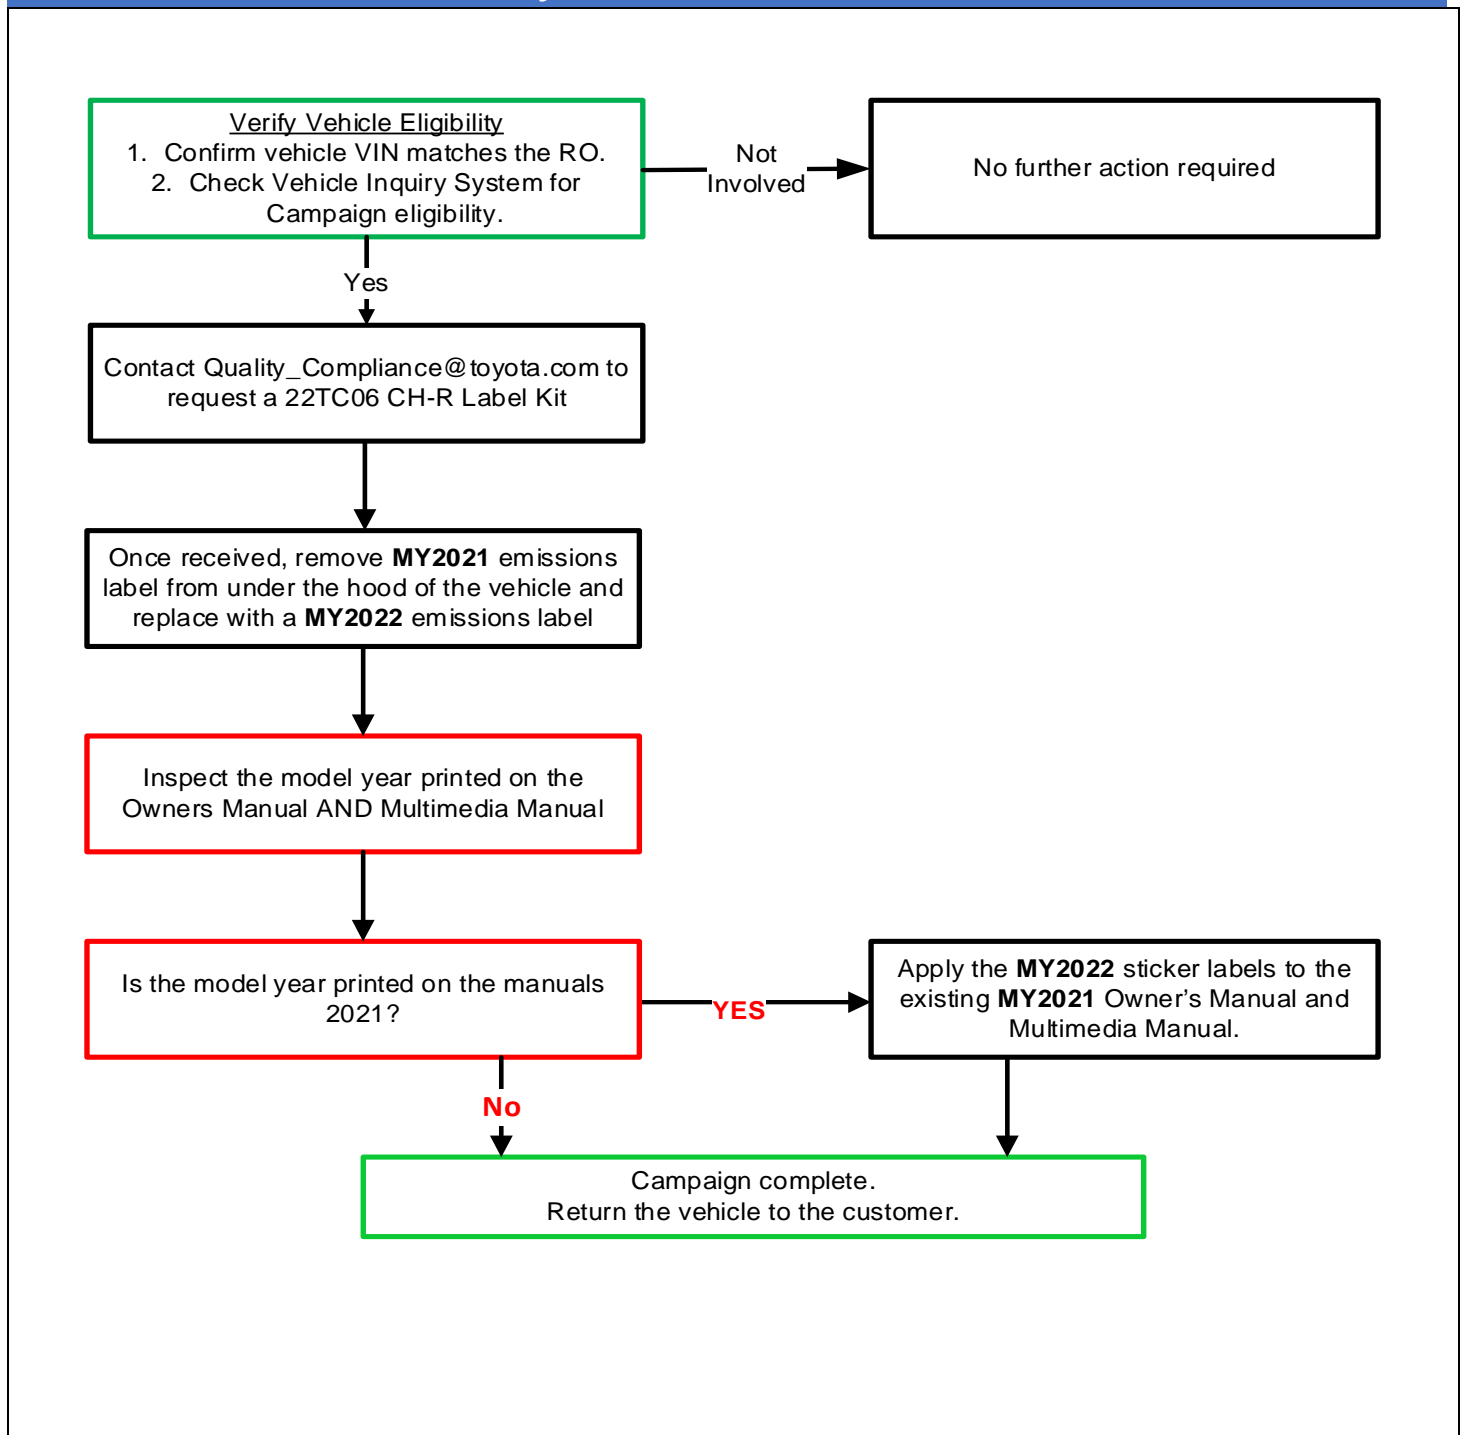 Verify Vehicle Eligibility
1. Confirm vehicle VIN matches the RO.
2. Check Vehicle Inquiry System for
Campaign eligibility.
Not
Involved
No further action required
Yes
Contact Quality_Compliance@toyota.com to
request a 22TC06 CH-R Label Kit
Once received, remove MY2021 emissions
label from under the hood of the vehicle and
replace with a MY2022 emissions label
Inspect the model year printed on the
Owners Manual AND Multimedia Manual
Is the model year printed on the manuals
2021?
YES
Apply the MY2022 sticker labels to the
existing MY2021 Owner’s Manual and
Multimedia Manual.
No
Campaign complete.
Return the vehicle to the customer.